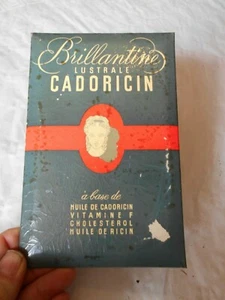 Brillantine
LUSTRALE
CADORICIN
à base de
HUILE DE CADORICIN
VITAMINE F
CHOLESTEROL
HUILE DE RICIN